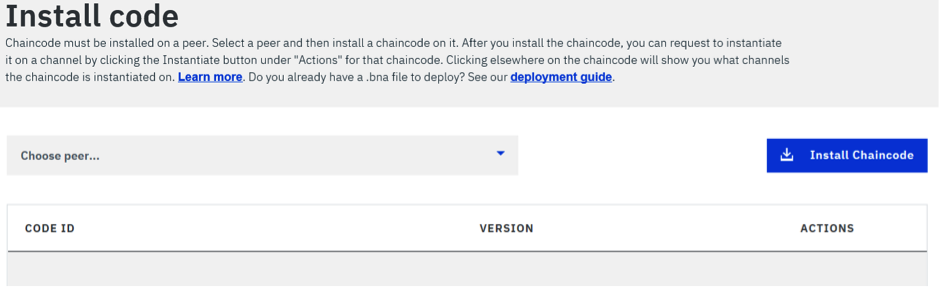 Install code
Chaincode must be installed on a peer. Select a peer and then install a chaincode on it. After you install the chaincode, you can request to instantiate
it on a channel by clicking the Instantiate button under "Actions" for that chaincode. Clicking elsewhere on the chaincode will show you what channels
the chaincode is instantiated on. Learn more. Do you already have a .bna file to deploy? See our deployment guide.
Choose peer...
Install Chaincode
CODE ID
VERSION
ACTIONS